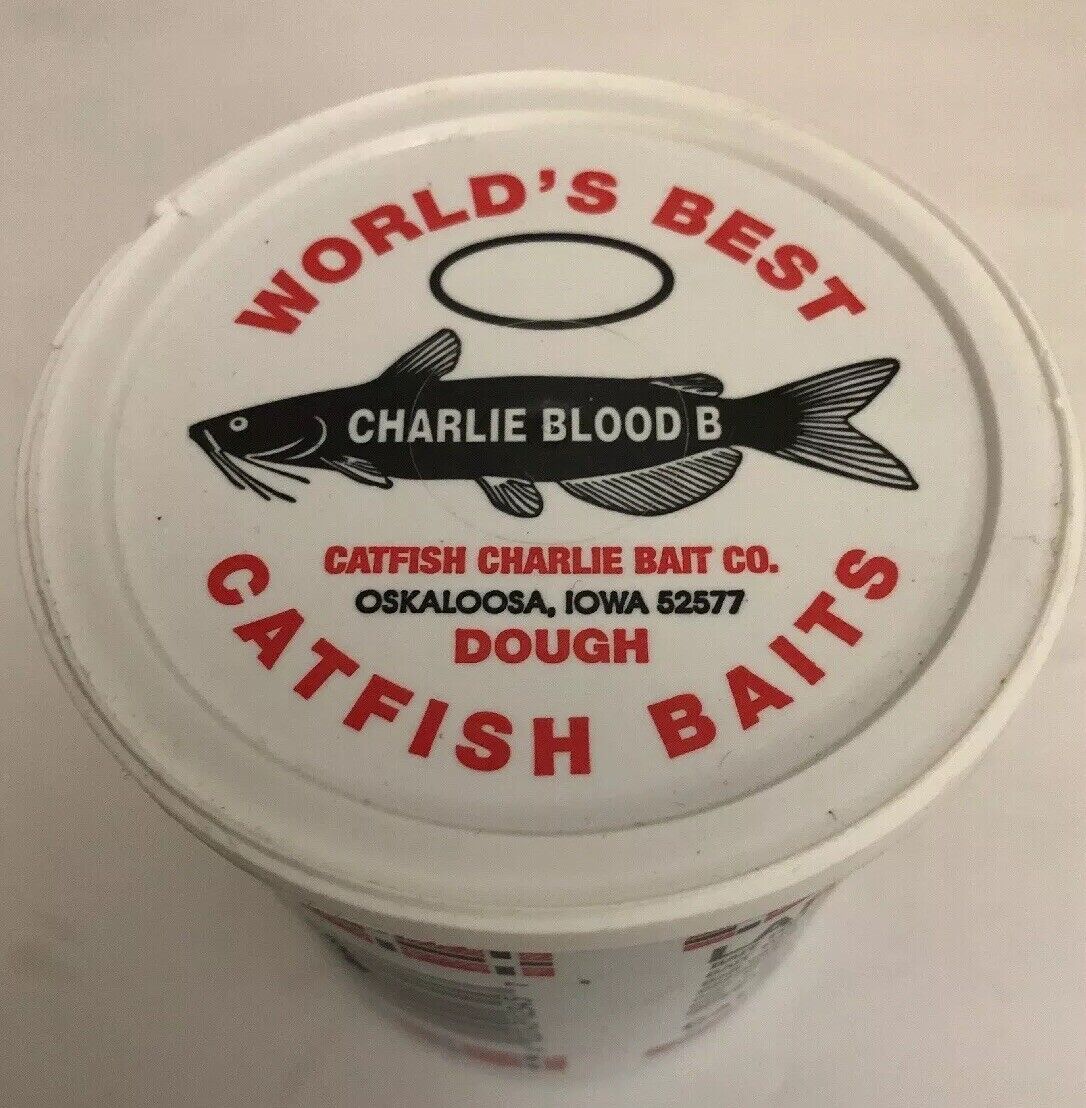 WORLD'S BEST
CHARLIE BLOOD B
CATFISH CHARLIE BAIT CO.
OSKALOOSA, IOWA 52577
DOUGH
CATFISH BAITS